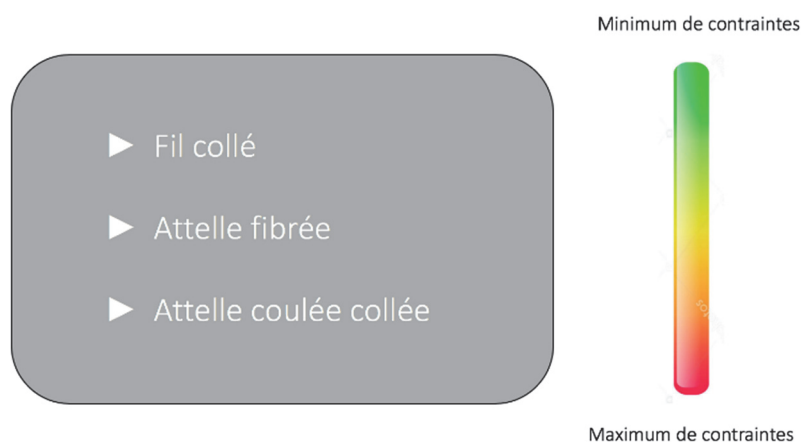 Minimum de contraintes
► Fil collé
► Attelle fibrée
► Attelle coulée collée
Maximum de contraintes